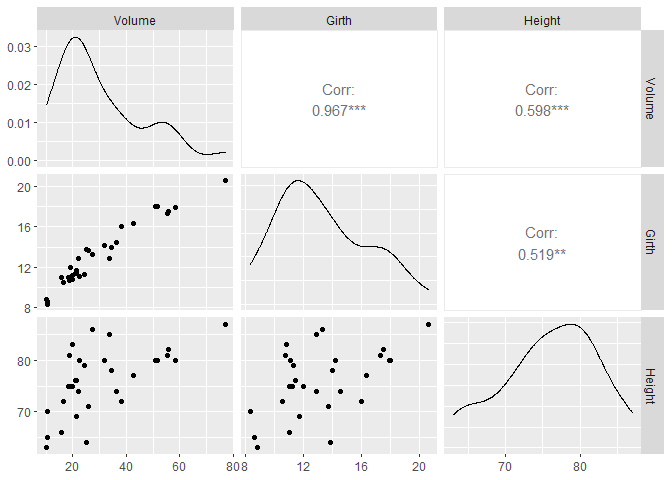 Volume Girth Height
0.03
0.02
0.01
0.00
Corr:
0.967***
Corr:
0.598***
Volume
20
16
12
8
Corr:
0.519**
Girth
80
70
Height
20 40 60 80 8 12 16 20 70 80